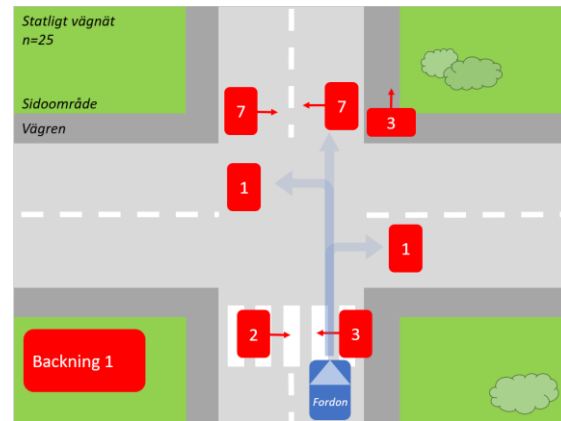 Statligt vägnät
n=25
Sidoområde
Vägren
7
7
3
1
1
2
3
Backning 1
Fordon